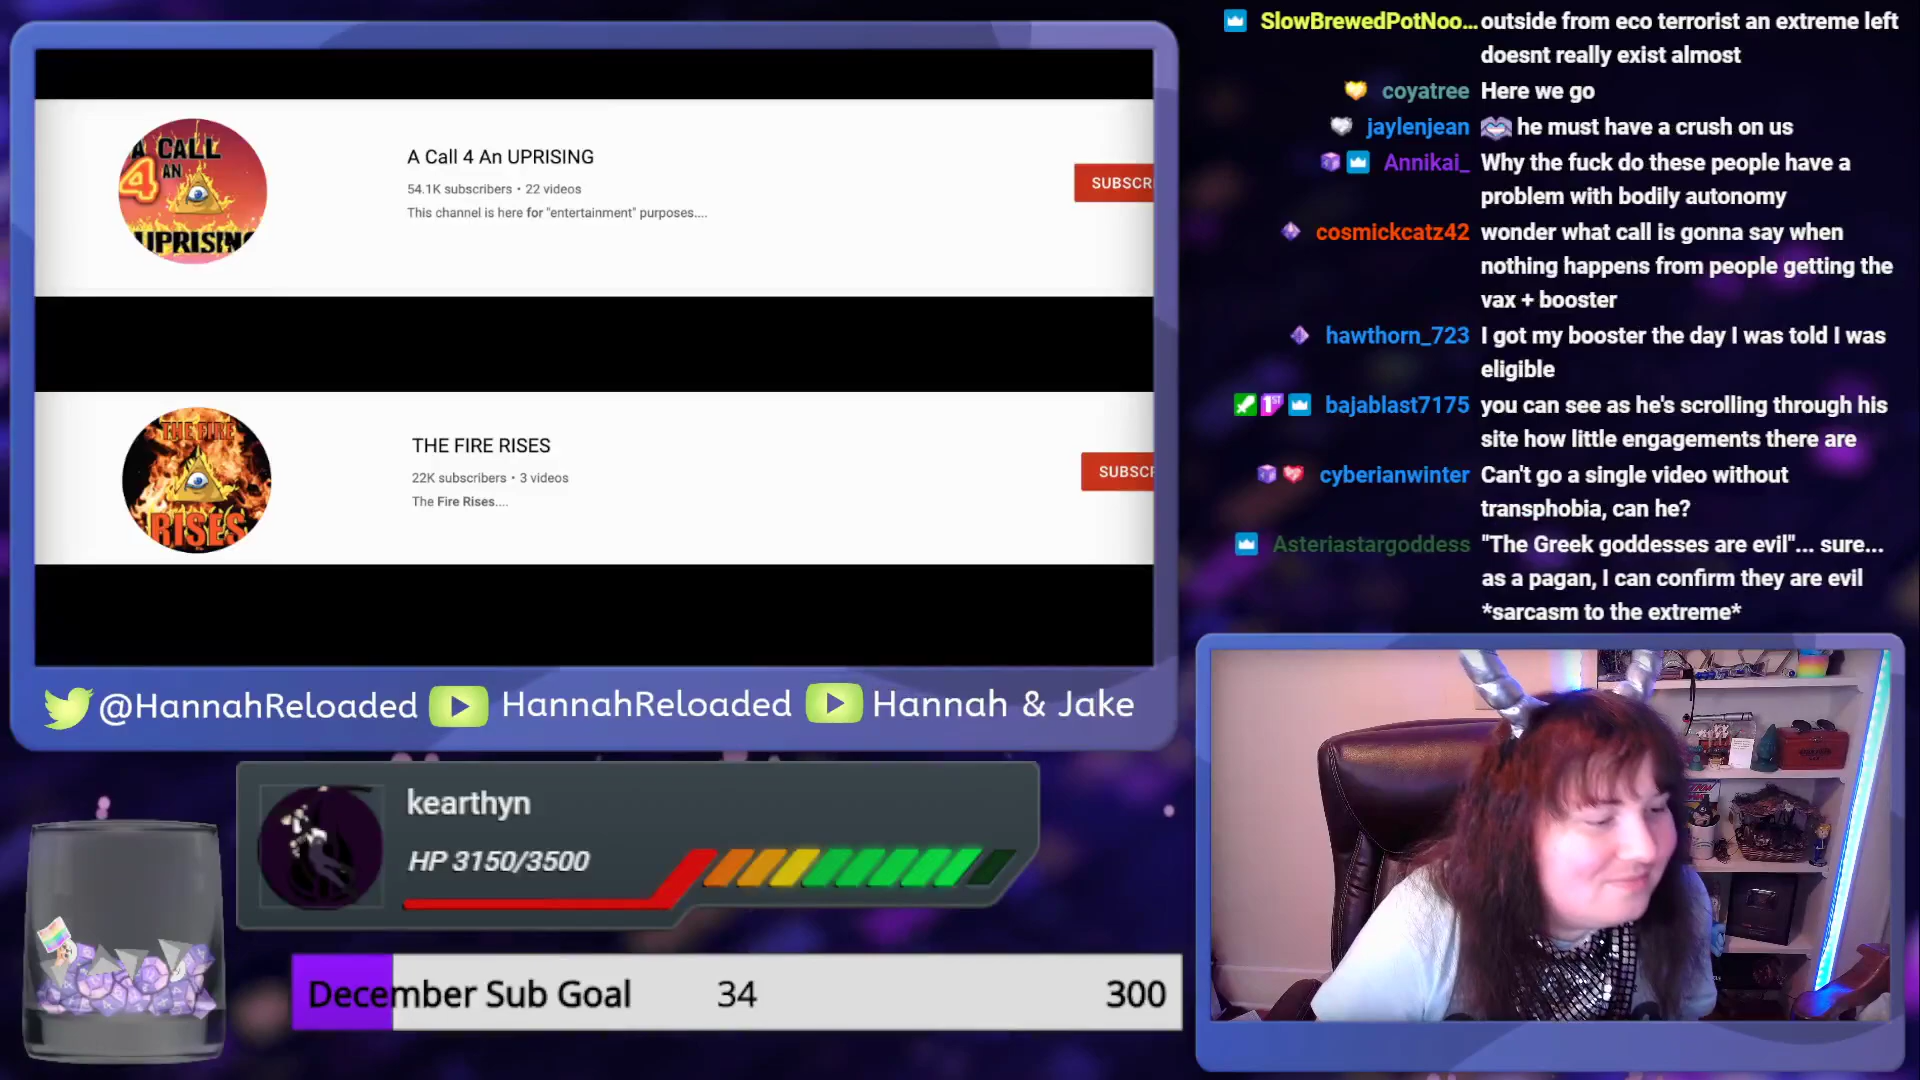 A CALL
4
AN
UPRISING
A Call 4 An UPRISING
54.1K subscribers • 22 videos
This channel is here for "entertainment" purposes....
SUBSCR
THE FIRE
RISES
THE FIRE RISES
22K subscribers • 3 videos
The Fire Rises....
SUBSCF
@HannahReloaded HannahReloaded Hannah & Jake
kearthyn
HP 3150/3500
December Sub Goal 34 300
SlowBrewedPotNoo... outside from eco terrorist an extreme left
doesnt really exist almost
coyatree Here we go
jaylenjean he must have a crush on us
Annikai_ Why the fuck do these people have a
problem with bodily autonomy
cosmickcatz42 wonder what call is gonna say when
nothing happens from people getting the
vax + booster
hawthorn_723 I got my booster the day I was told I was
eligible
1ST bajablast7175 you can see as he's scrolling through his
site how little engagements there are
cyberianwinter Can't go a single video without
transphobia, can he?
Asteriastargoddess "The Greek goddesses are evil"... sure...
as a pagan, I can confirm they are evil
*sarcasm to the extreme*